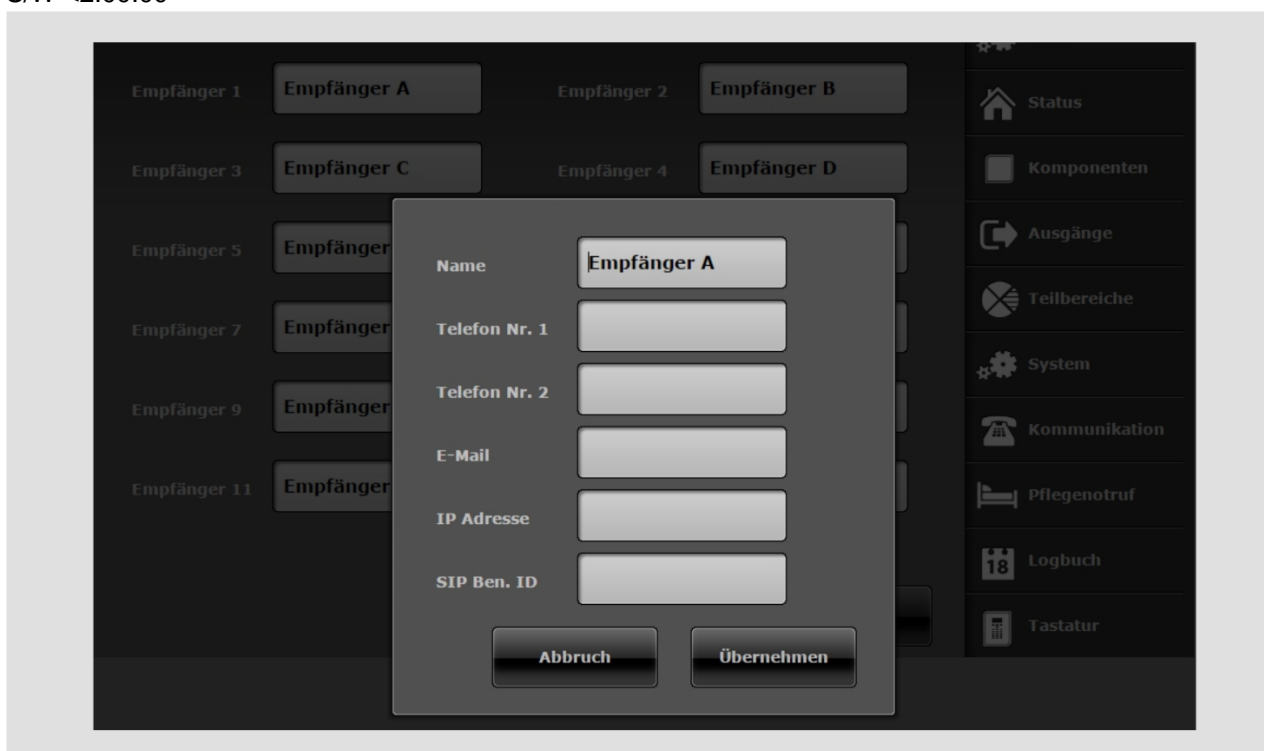 Empfänger 1 Empfänger A Empfänger 2 Empfänger B
Status
Empfänger 3 Empfänger C Empfänger 4 Empfänger D
Komponenten
Empfänger 5 Empfänger
Ausgänge
Name Empfänger A
Teilbereiche
Empfänger 7 Empfänger
Telefon Nr. 1
System
Telefon Nr. 2
Empfänger 9 Empfänger
Kommunikation
E-Mail
Empfänger 11 Empfänger
Pflegenotruf
IP Adresse
18 Logbuch
SIP Ben. ID
Tastatur
Abbruch Übernehmen